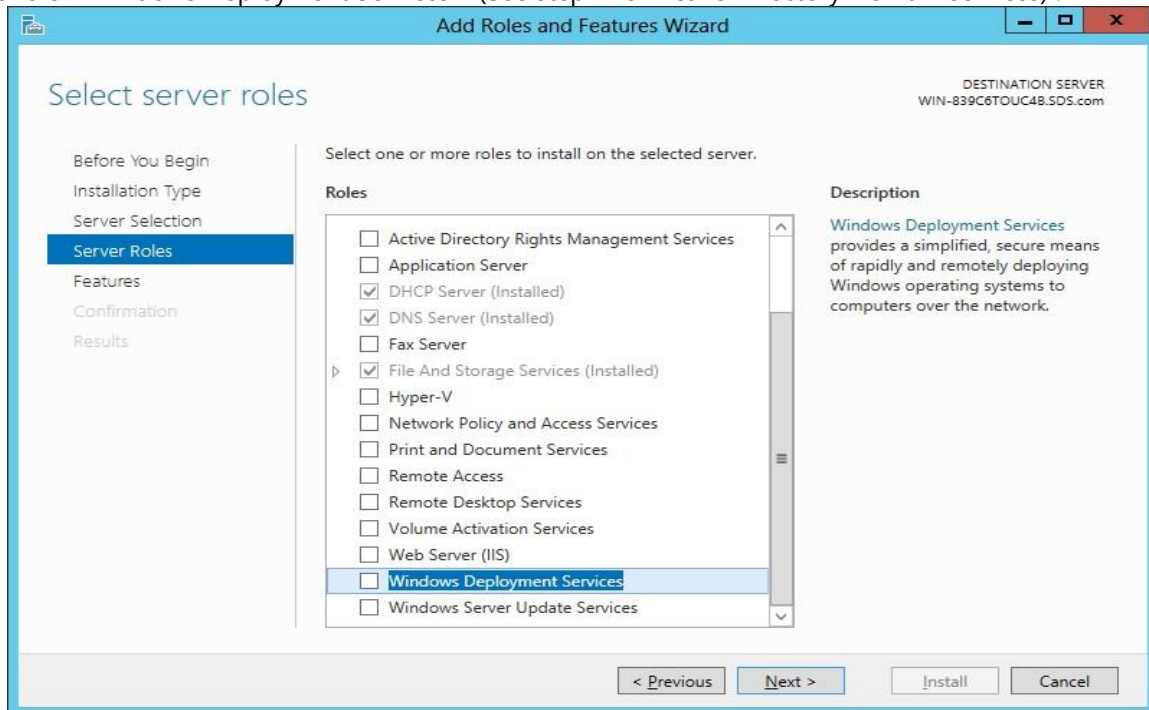 Add Roles and Features Wizard
Select server roles
DESTINATION SERVER
WIN-839C6TOUC4B.SDS.com
Before You Begin
Installation Type
Server Selection
Server Roles
Features
Confirmation
Results
Select one or more roles to install on the selected server.
Roles
Active Directory Rights Management Services
Application Server
DHCP Server (Installed)
DNS Server (Installed)
Fax Server
File And Storage Services (Installed)
Hyper-V
Network Policy and Access Services
Print and Document Services
Remote Access
Remote Desktop Services
Volume Activation Services
Web Server (IIS)
Windows Deployment Services
Windows Server Update Services
Description
Windows Deployment Services
provides a simplified, secure means
of rapidly and remotely deploying
Windows operating systems to
computers over the network.
< Previous
Next >
Install
Cancel